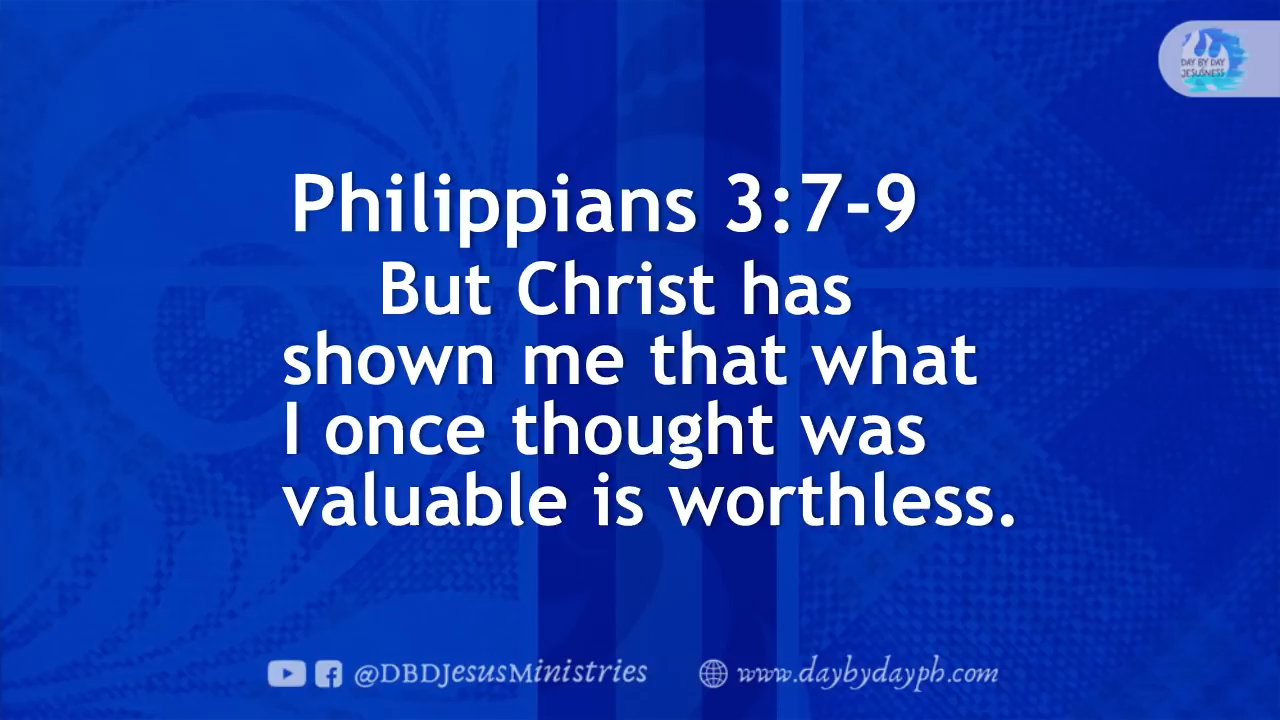 DAY BY DAY
JESUSNESS
Philippians 3:7-9
But Christ has
shown me that what
I once thought was
valuable is worthless.
@DBDJesusMinistries
www.daybydayph.com